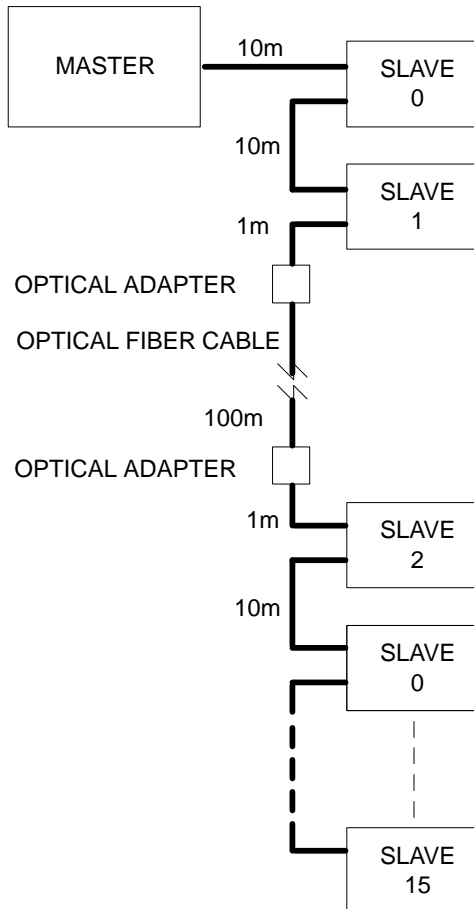 10m
MASTER
SLAVE
0
10m
SLAVE
1
1m
OPTICAL ADAPTER
OPTICAL FIBER CABLE
100m
OPTICAL ADAPTER
1m
SLAVE
2
10m
SLAVE
0
SLAVE
15